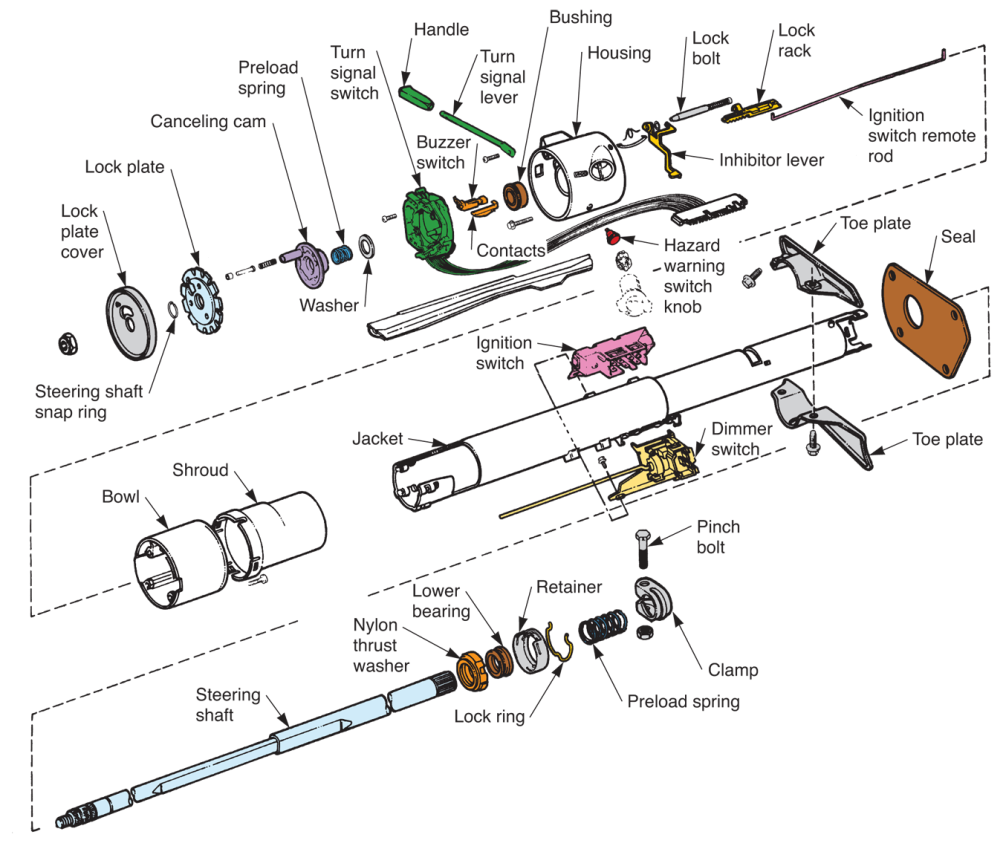 Bushing
Handle
Lock
bolt
Lock
rack
Turn
signal
switch
Turn
signal
lever
Housing
Preload
spring
Canceling cam
Buzzer
switch
Ignition
switch remote
rod
Inhibitor lever
Lock plate
Lock
plate
cover
Contacts
Hazard
warning
switch
knob
Toe plate
Seal
Washer
Ignition
switch
Steering shaft
snap ring
Jacket
Dimmer
switch
Toe plate
Shroud
Bowl
Pinch
bolt
Lower
bearing
Retainer
Nylon
thrust
washer
Clamp
Steering
shaft
Lock ring
Preload spring